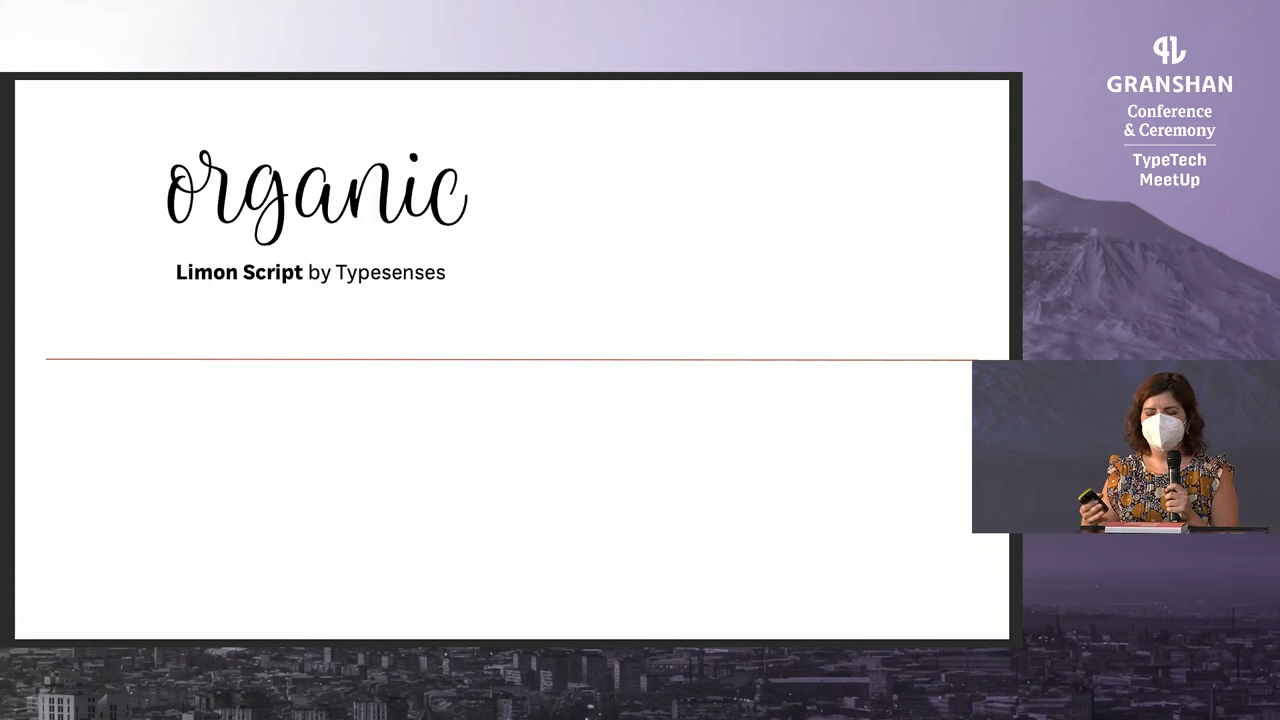 organic
Limon Script by Typesenses
GRANSHAN
Conference
& Ceremony
TypeTech
MeetUp